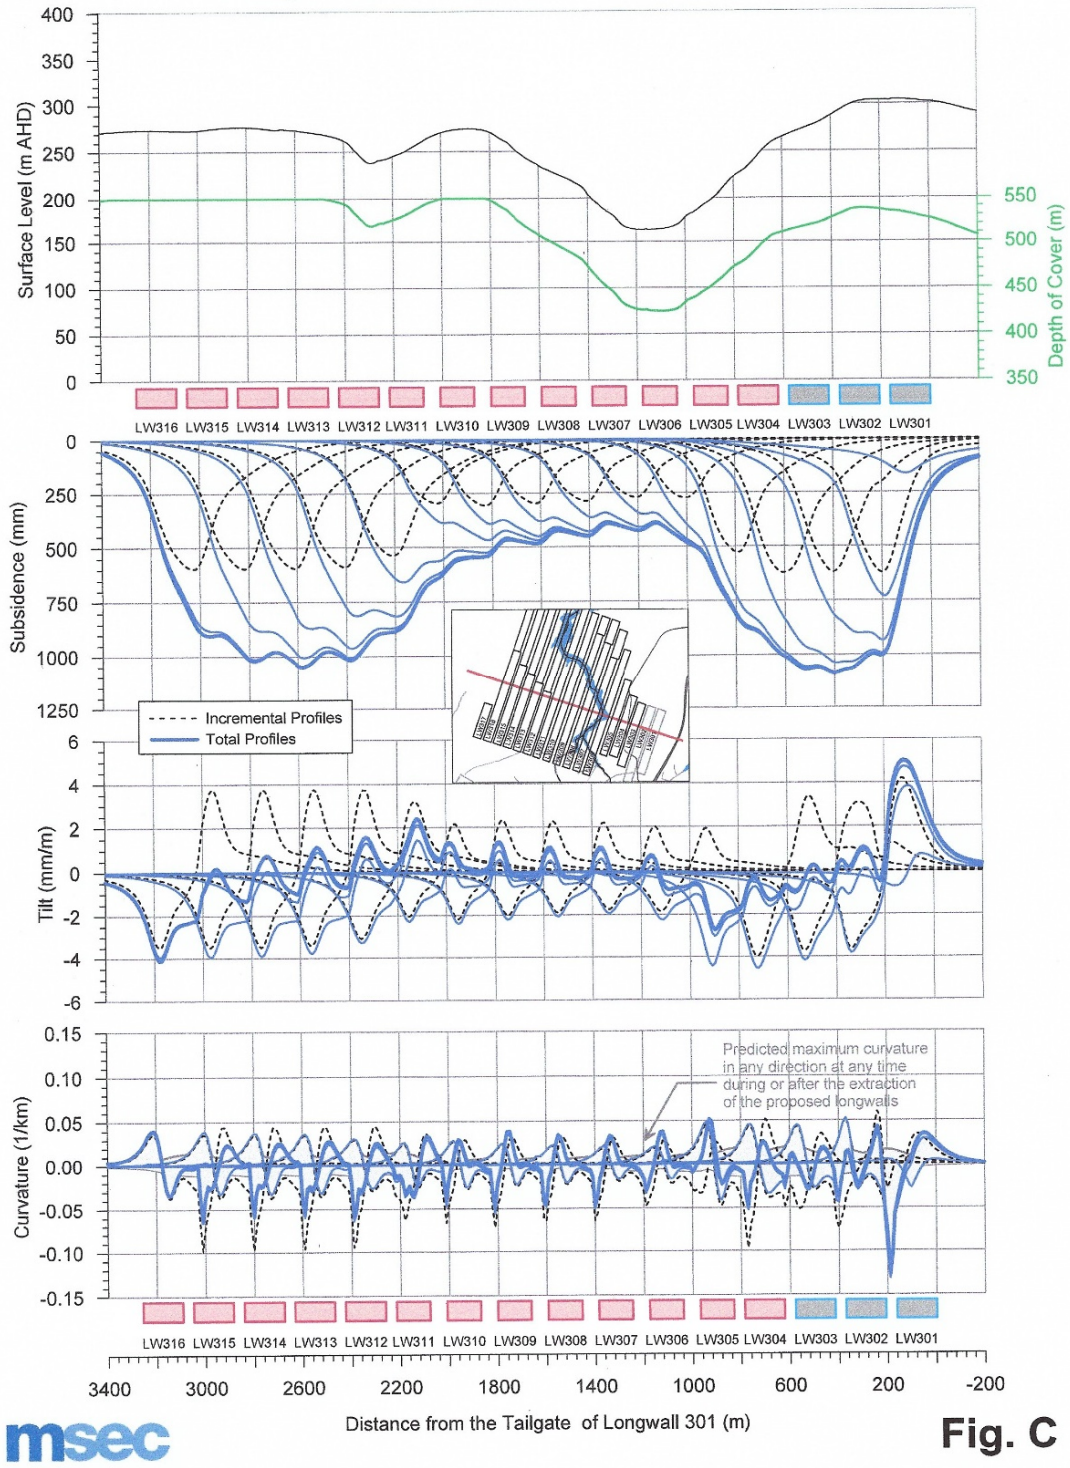 400
350
300
250
200
150
100
50
0
Surface Level (m AHD)
550
500
450
400
350
Depth of Cover (m)
LW316 LW315 LW314 LW313 LW312 LW311 LW310 LW309 LW308 LW307 LW306 LW305 LW304 LW303 LW302 LW301
0
250
500
750
1000
1250
Subsidence (mm)
Incremental Profiles
Total Profiles
6
4
2
0
-2
-4
-6
Tilt (mm/m)
0.15
0.10
0.05
0.00
-0.05
-0.10
-0.15
Curvature (1/km)
Predicted maximum curvature
in any direction at any time
during or after the extraction
of the proposed longwalls
LW316 LW315 LW314 LW313 LW312 LW311 LW310 LW309 LW308 LW307 LW306 LW305 LW304 LW303 LW302 LW301
3400 3000 2600 2200 1800 1400 1000 600 200 -200
Distance from the Tailgate of Longwall 301 (m)
msec
Fig. C